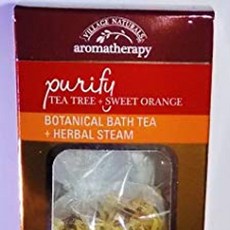 VILLAGE NATURALS
aromatherapy
purify
TEA TREE + SWEET ORANGE
BOTANICAL BATH TEA
+ HERBAL STEAM